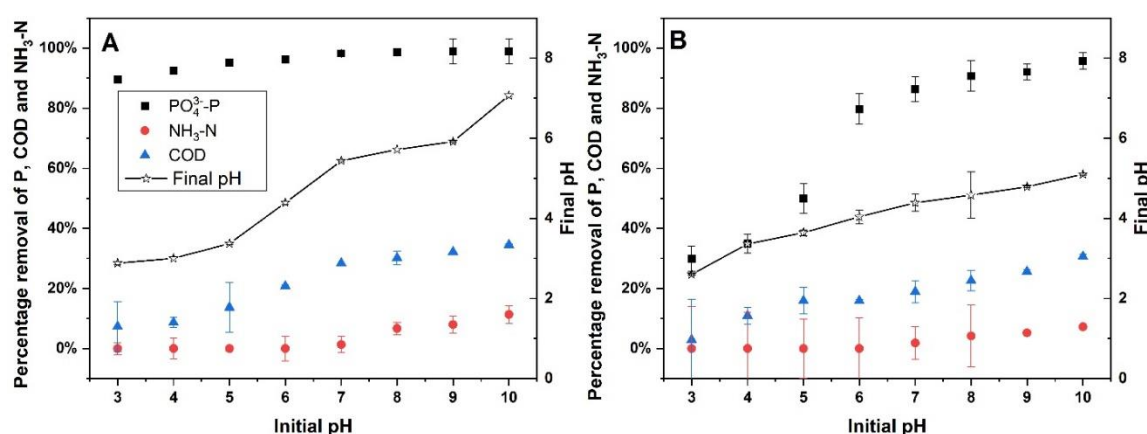 A
Percentage removal of P, COD and NH₃-N
100%
80%
60%
40%
20%
0%
PO₄³⁻-P
NH₃-N
COD
Final pH
8
6
4
2
0
Final pH
3 4 5 6 7 8 9 10
Initial pH
B
Percentage removal of P, COD and NH₃-N
100%
80%
60%
40%
20%
0%
8
6
4
2
0
Final pH
3 4 5 6 7 8 9 10
Initial pH